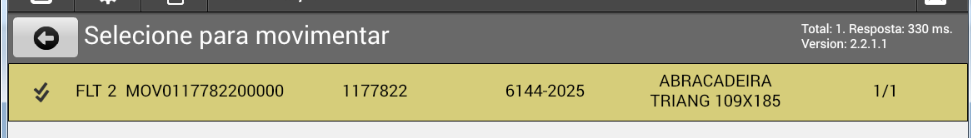 Selecione para movimentar
Total: 1. Resposta: 330 ms.
Version: 2.2.1.1
FLT 2 MOV0117782200000 1177822 6144-2025 ABRACADEIRA TRIANG 109X185 1/1